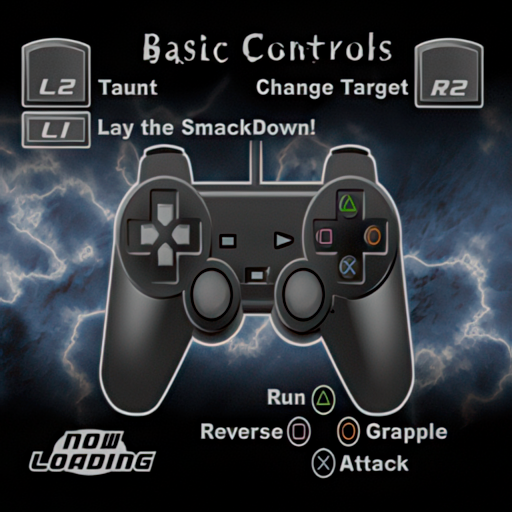 Basic Controls
L2 Taunt
Change Target R2
L1 Lay the SmackDown!
Run
Reverse
Grapple
Attack
NOW
LOADING